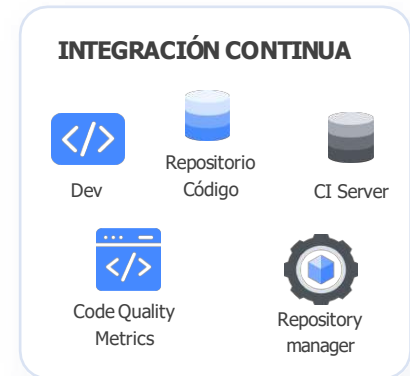 INTEGRACIÓN CONTINUA
</>
Dev
Repositorio
Código
CI Server
</>
Code Quality
Metrics
Repository
manager